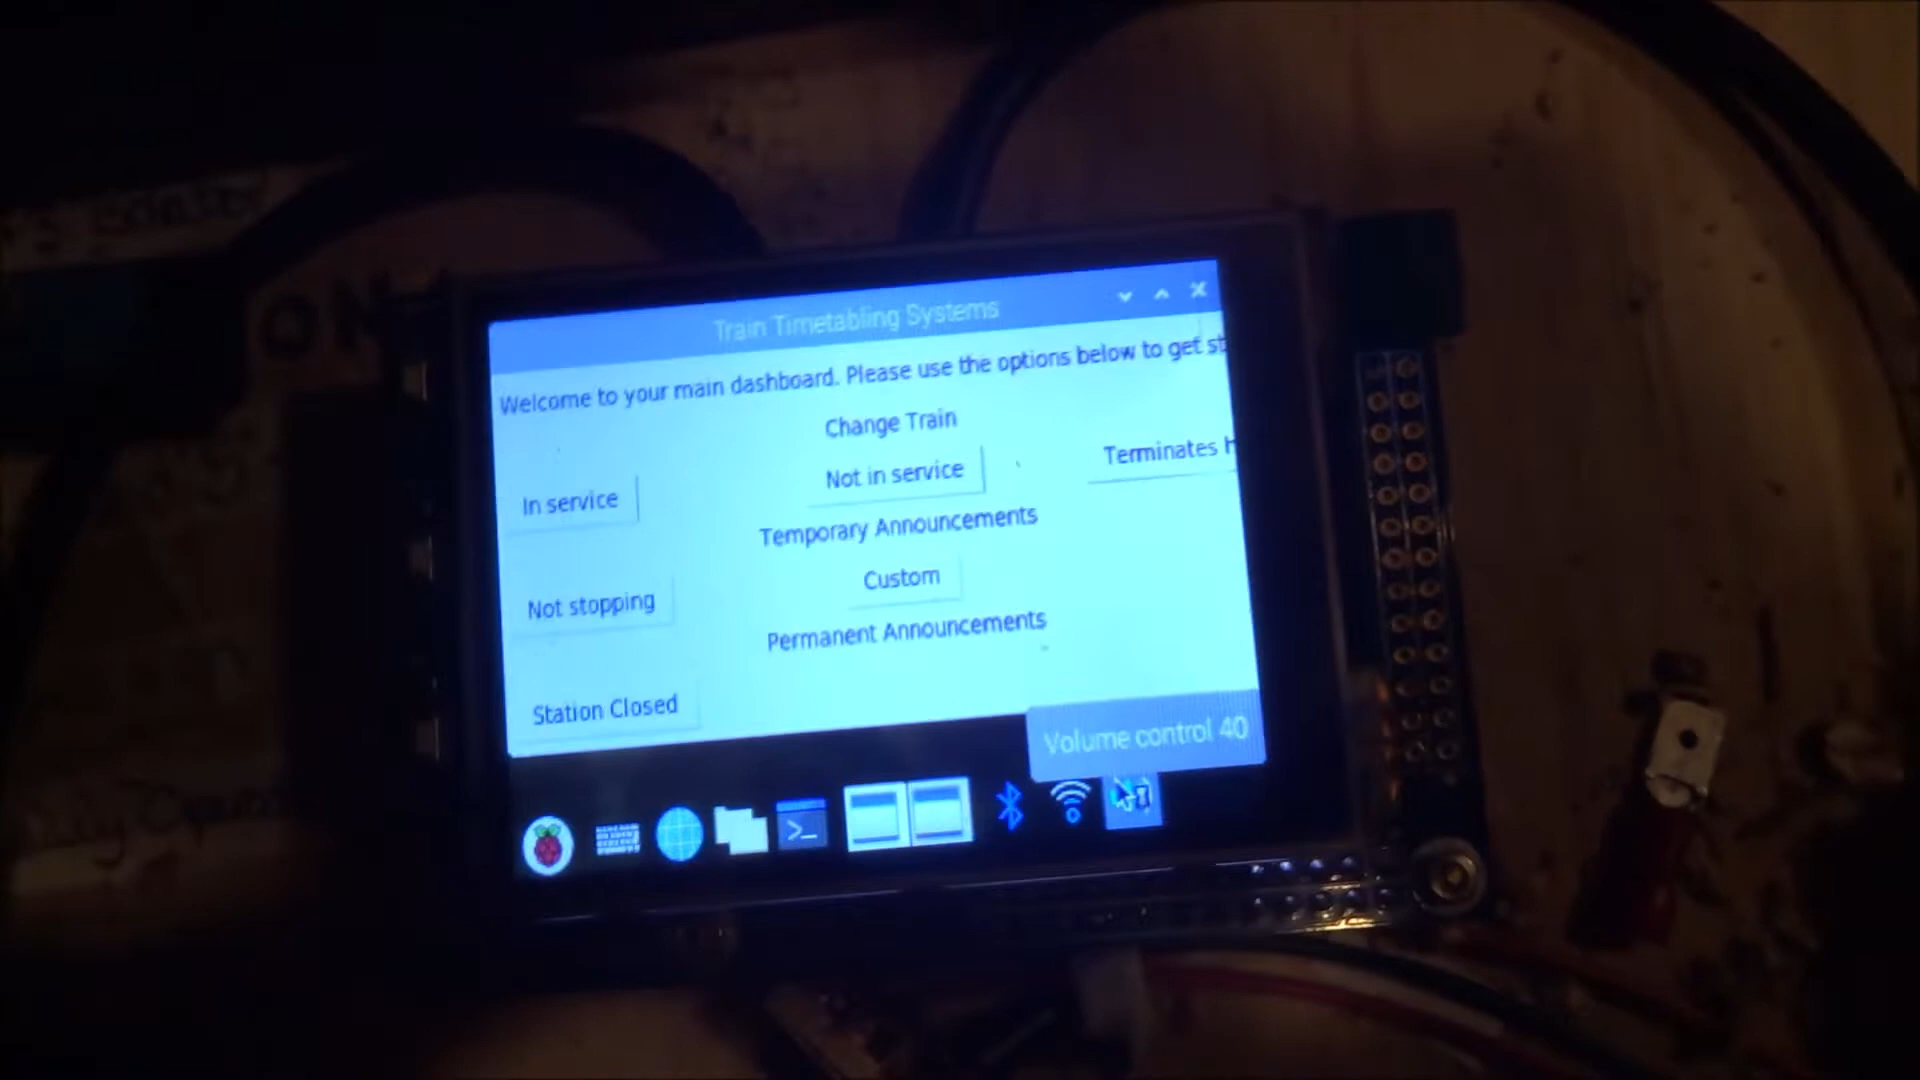 ON
Train Timetabling Systems
Welcome to your main dashboard. Please use the options below to get st
Change Train
In service
Not in service
Terminates h
Temporary Announcements
Not stopping
Custom
Permanent Announcements
Station Closed
Volume control 40
>_